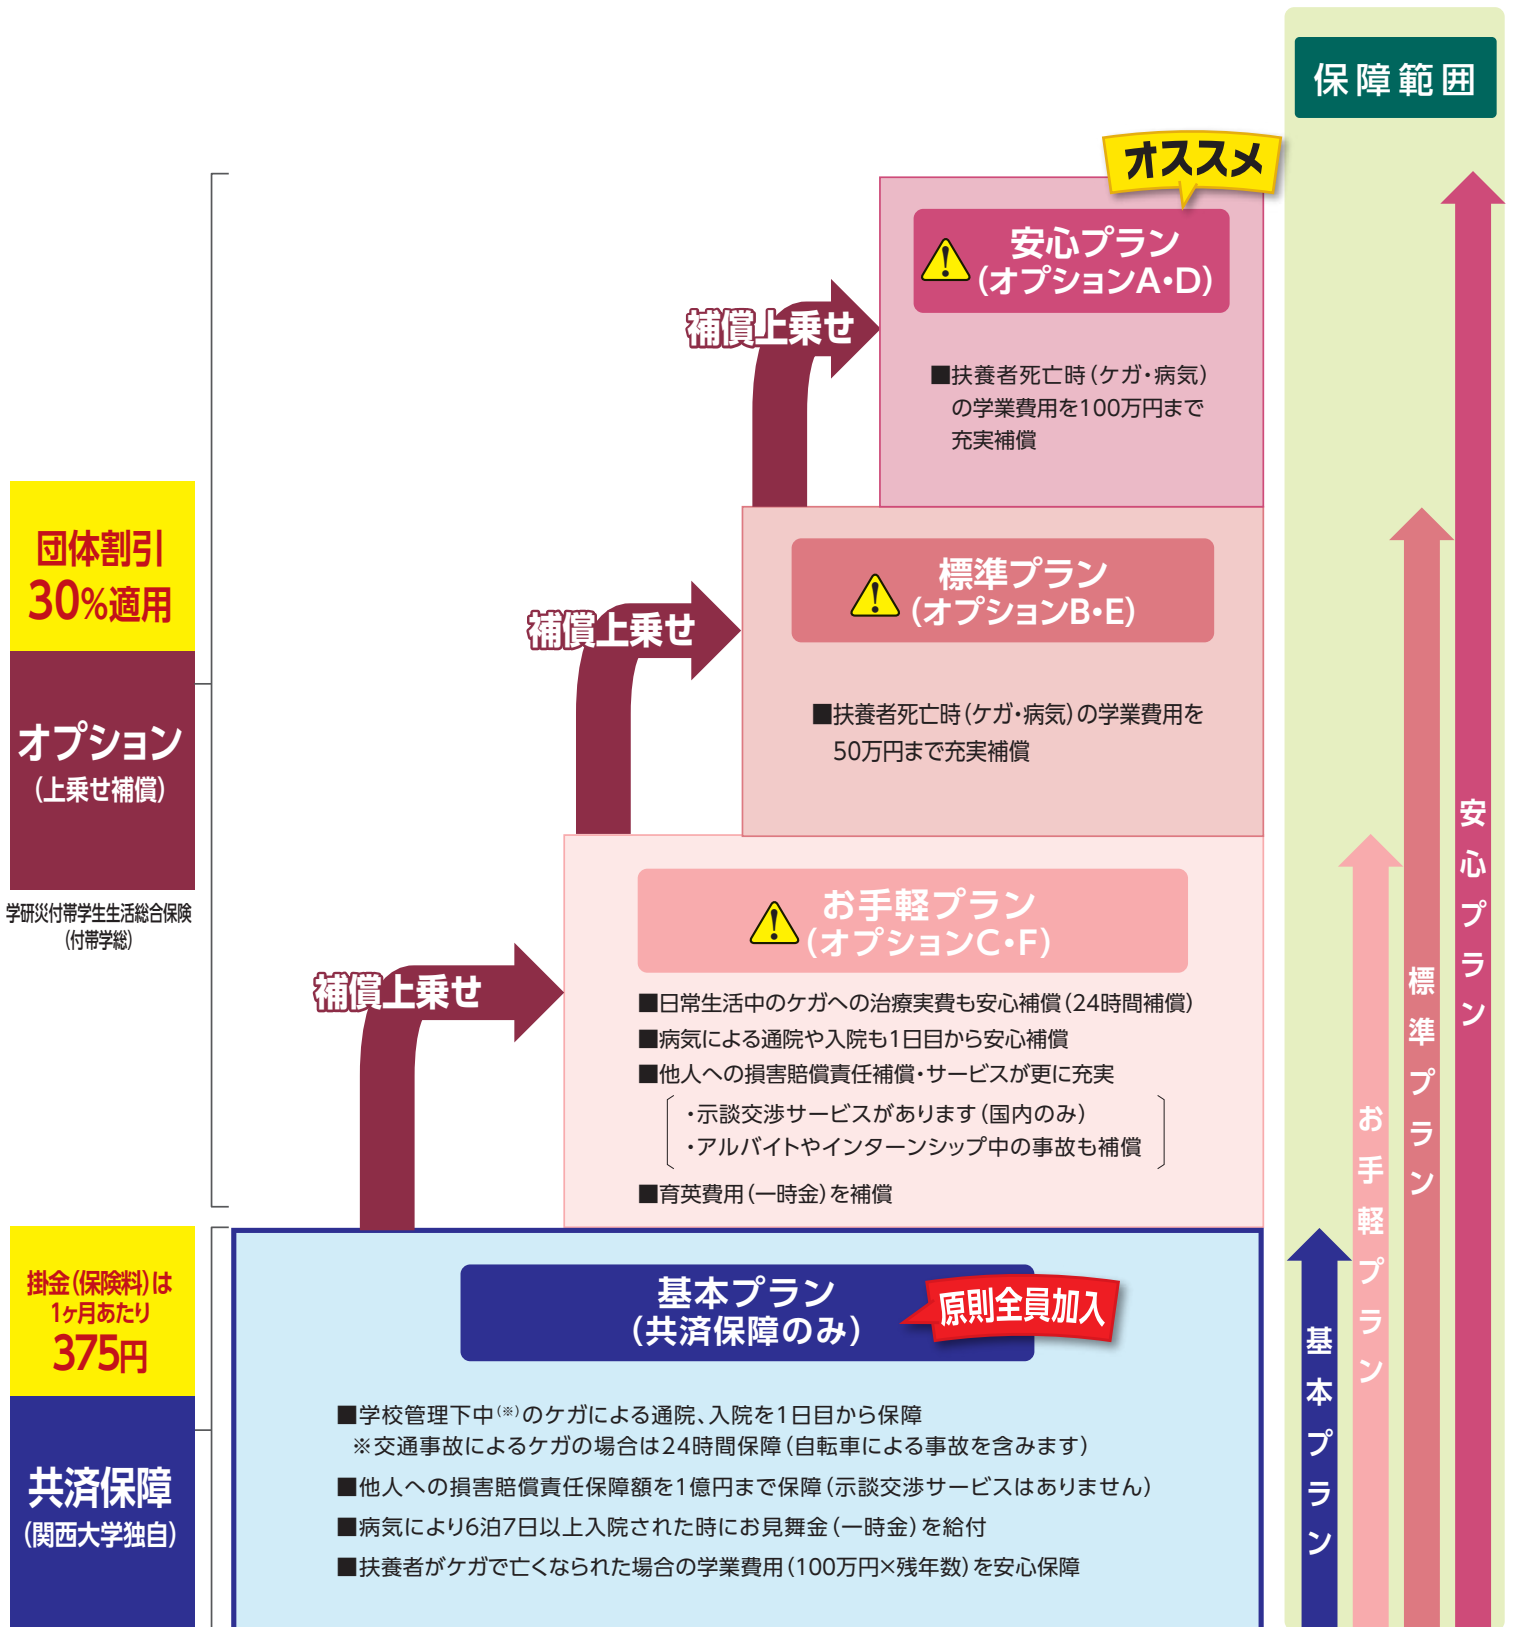 保障範囲
オススメ
安心プラン
(オプションA・D)
補償上乗せ
■扶養者死亡時(ケガ・病気)
の学業費用を100万円まで
充実補償
団体割引
30%適用
標準プラン
(オプションB・E)
補償上乗せ
■扶養者死亡時(ケガ・病気)の学業費用を
50万円まで充実補償
オプション
(上乗せ補償)
学研災付帯学生生活総合保険
(付帯学総)
お手軽プラン
(オプションC・F)
補償上乗せ
■日常生活中のケガへの治療実費も安心補償(24時間補償)
■病気による通院や入院も1日目から安心補償
■他人への損害賠償責任補償・サービスが更に充実
・示談交渉サービスがあります(国内のみ)
・アルバイトやインターンシップ中の事故も補償
■育英費用(一時金)を補償
掛金(保険料)は
1ヶ月あたり
375円
基本プラン
(共済保障のみ)
原則全員加入
共済保障
(関西大学独自)
■学校管理下中(※)のケガによる通院、入院を1日目から保障
※交通事故によるケガの場合は24時間保障(自転車による事故を含みます)
■他人への損害賠償責任保障額を1億円まで保障(示談交渉サービスはありません)
■病気により6泊7日以上入院された時にお見舞金(一時金)を給付
■扶養者がケガで亡くなられた場合の学業費用(100万円×残年数)を安心保障
基本プラン
お手軽プラン
標準プラン
安心プラン